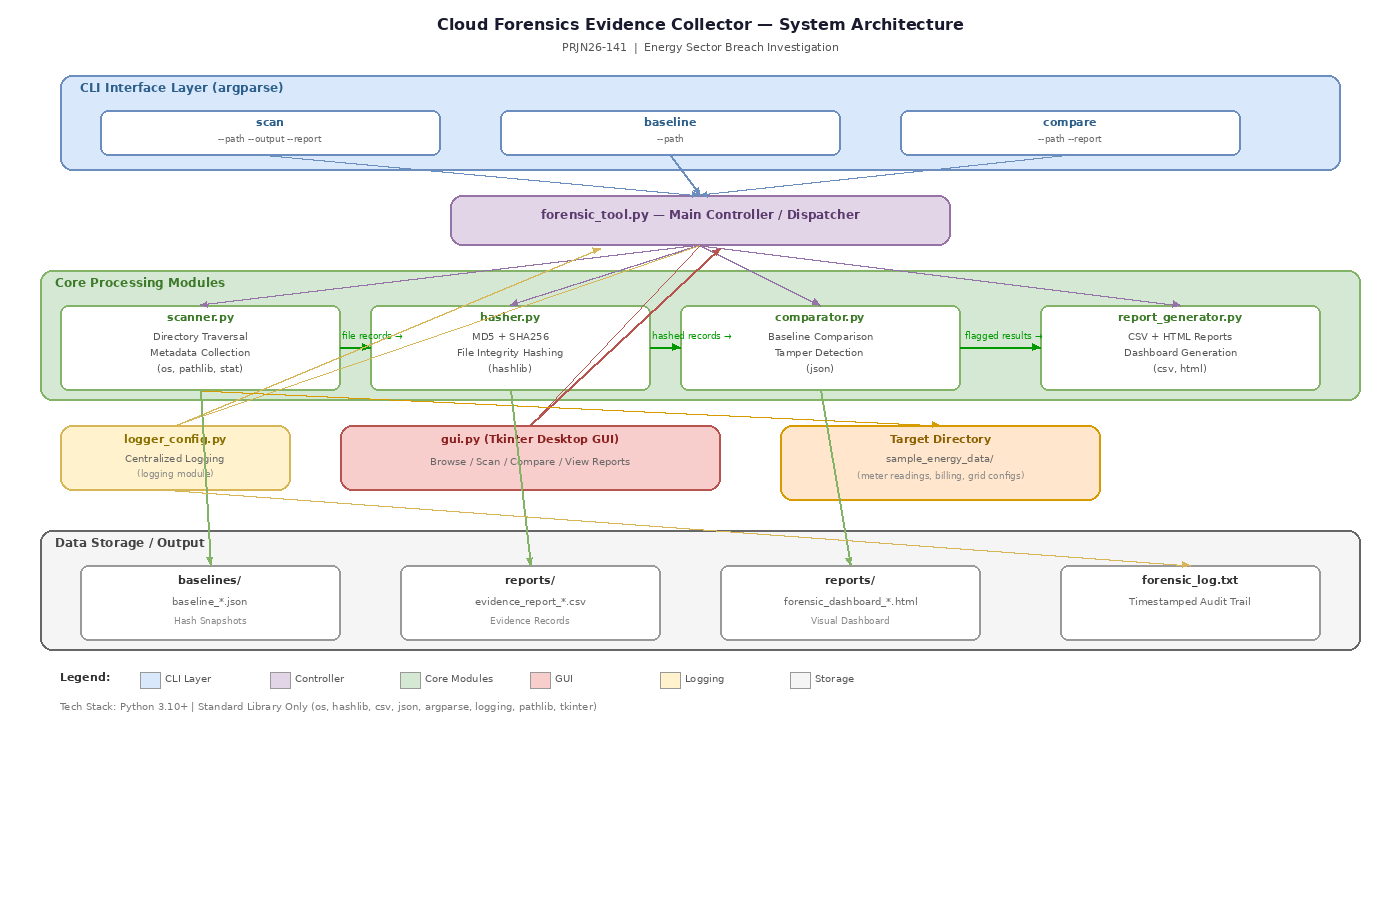 Cloud Forensics Evidence Collector — System Architecture
PRJN26-141 | Energy Sector Breach Investigation
CLI Interface Layer (argparse)
scan
--path --output --report
baseline
--path
compare
--path --report
forensic_tool.py — Main Controller / Dispatcher
Core Processing Modules
scanner.py
Directory Traversal
Metadata Collection
(os, pathlib, stat)
file records →
hasher.py
MD5 + SHA256
File Integrity Hashing
(hashlib)
hashed records →
comparator.py
Baseline Comparison
Tamper Detection
(json)
flagged results →
report_generator.py
CSV + HTML Reports
Dashboard Generation
(csv, html)
logger_config.py
Centralized Logging
(logging module)
gui.py (Tkinter Desktop GUI)
Browse / Scan / Compare / View Reports
Target Directory
sample_energy_data/
(meter readings, billing, grid configs)
Data Storage / Output
baselines/
baseline_*.json
Hash Snapshots
reports/
evidence_report_*.csv
Evidence Records
reports/
forensic_dashboard_*.html
Visual Dashboard
forensic_log.txt
Timestamped Audit Trail
Legend:
CLI Layer
Controller
Core Modules
GUI
Logging
Storage
Tech Stack: Python 3.10+ | Standard Library Only (os, hashlib, csv, json, argparse, logging, pathlib, tkinter)